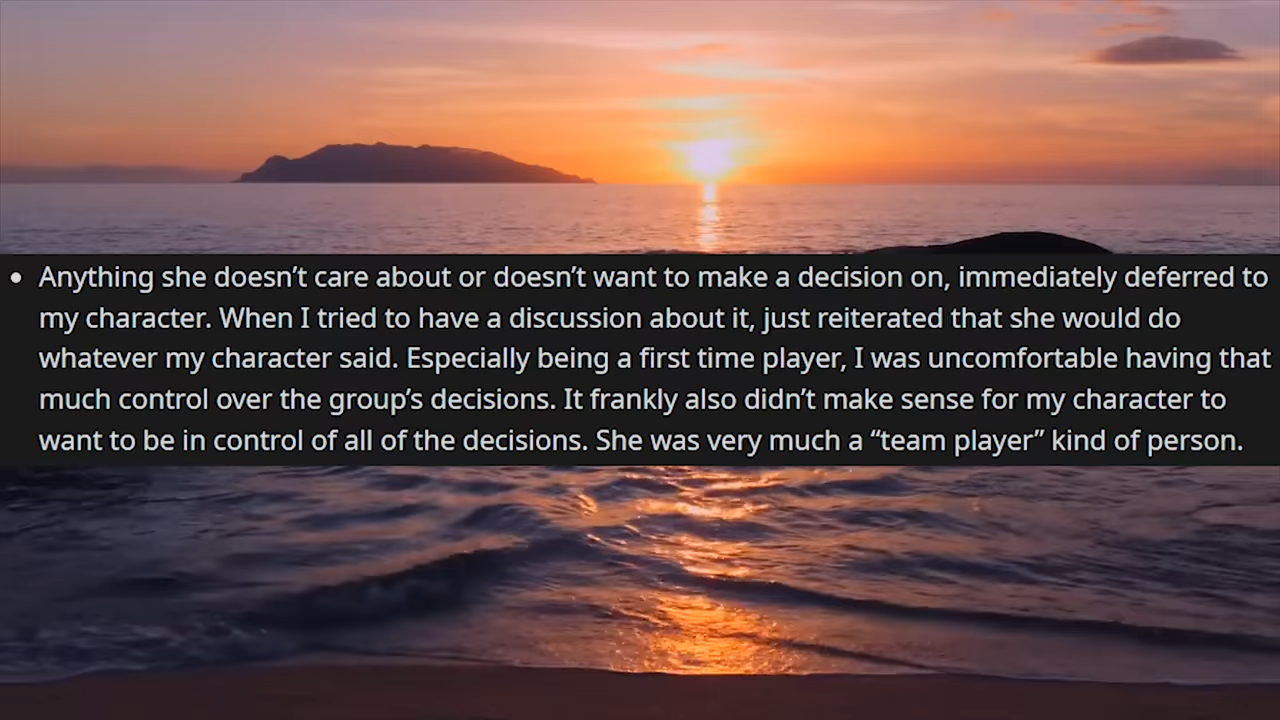 • Anything she doesn’t care about or doesn’t want to make a decision on, immediately deferred to
my character. When I tried to have a discussion about it, just reiterated that she would do
whatever my character said. Especially being a first time player, I was uncomfortable having that
much control over the group’s decisions. It frankly also didn’t make sense for my character to
want to be in control of all of the decisions. She was very much a “team player” kind of person.